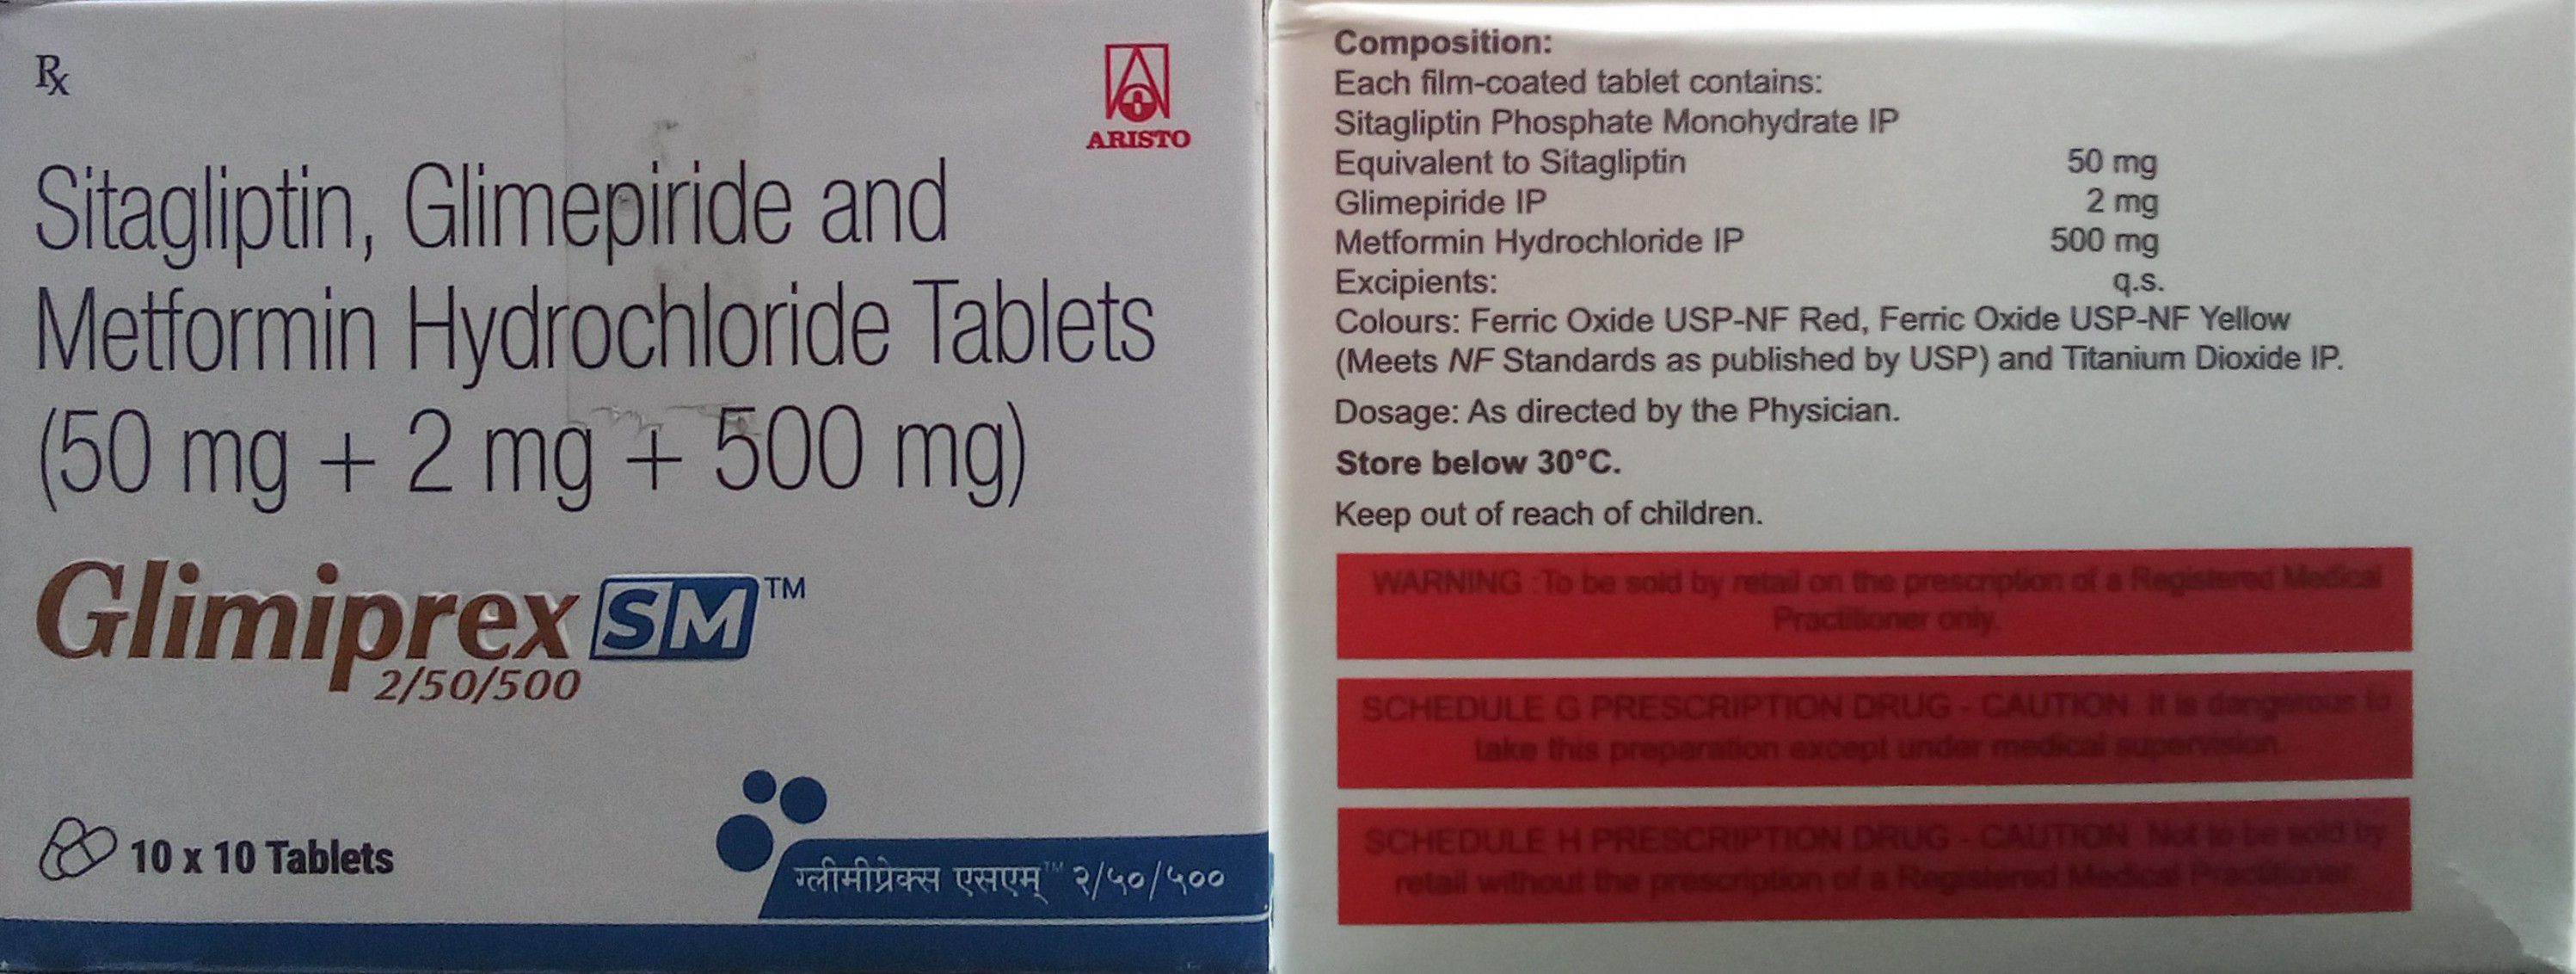 Rx
ARISTO
Sitagliptin, Glimepiride and
Metformin Hydrochloride Tablets
(50 mg + 2 mg + 500 mg)
Glimiprex SM™
2/50/500
10 x 10 Tablets
ग्लीमीप्रेक्स एसएम्™ २/५०/५००
Composition:
Each film-coated tablet contains:
Sitagliptin Phosphate Monohydrate IP
Equivalent to Sitagliptin 50 mg
Glimepiride IP 2 mg
Metformin Hydrochloride IP 500 mg
Excipients: q.s.
Colours: Ferric Oxide USP-NF Red, Ferric Oxide USP-NF Yellow
(Meets NF Standards as published by USP) and Titanium Dioxide IP.
Dosage: As directed by the Physician.
Store below 30°C.
Keep out of reach of children.
WARNING : To be sold by retail on the prescription of a Registered Medical
Practitioner only.
SCHEDULE G PRESCRIPTION DRUG - CAUTION It is dangerous to
take this preparation except under medical supervision.
SCHEDULE H PRESCRIPTION DRUG - CAUTION Not to be sold by
retail without the prescription of a Registered Medical Practitioner.